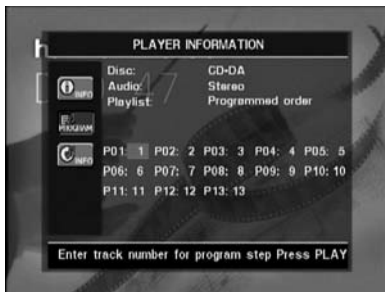 PLAYER INFORMATION
Disc: CD-DA
Audio: Stereo
Playlist: Programmed order
INFO
PROGRAM
INFO
P01: 1 P02: 2 P03: 3 P04: 4 P05: 5
P06: 6 P07: 7 P08: 8 P09: 9 P10: 10
P11: 11 P12: 12 P13: 13
Enter track number for program step Press PLAY